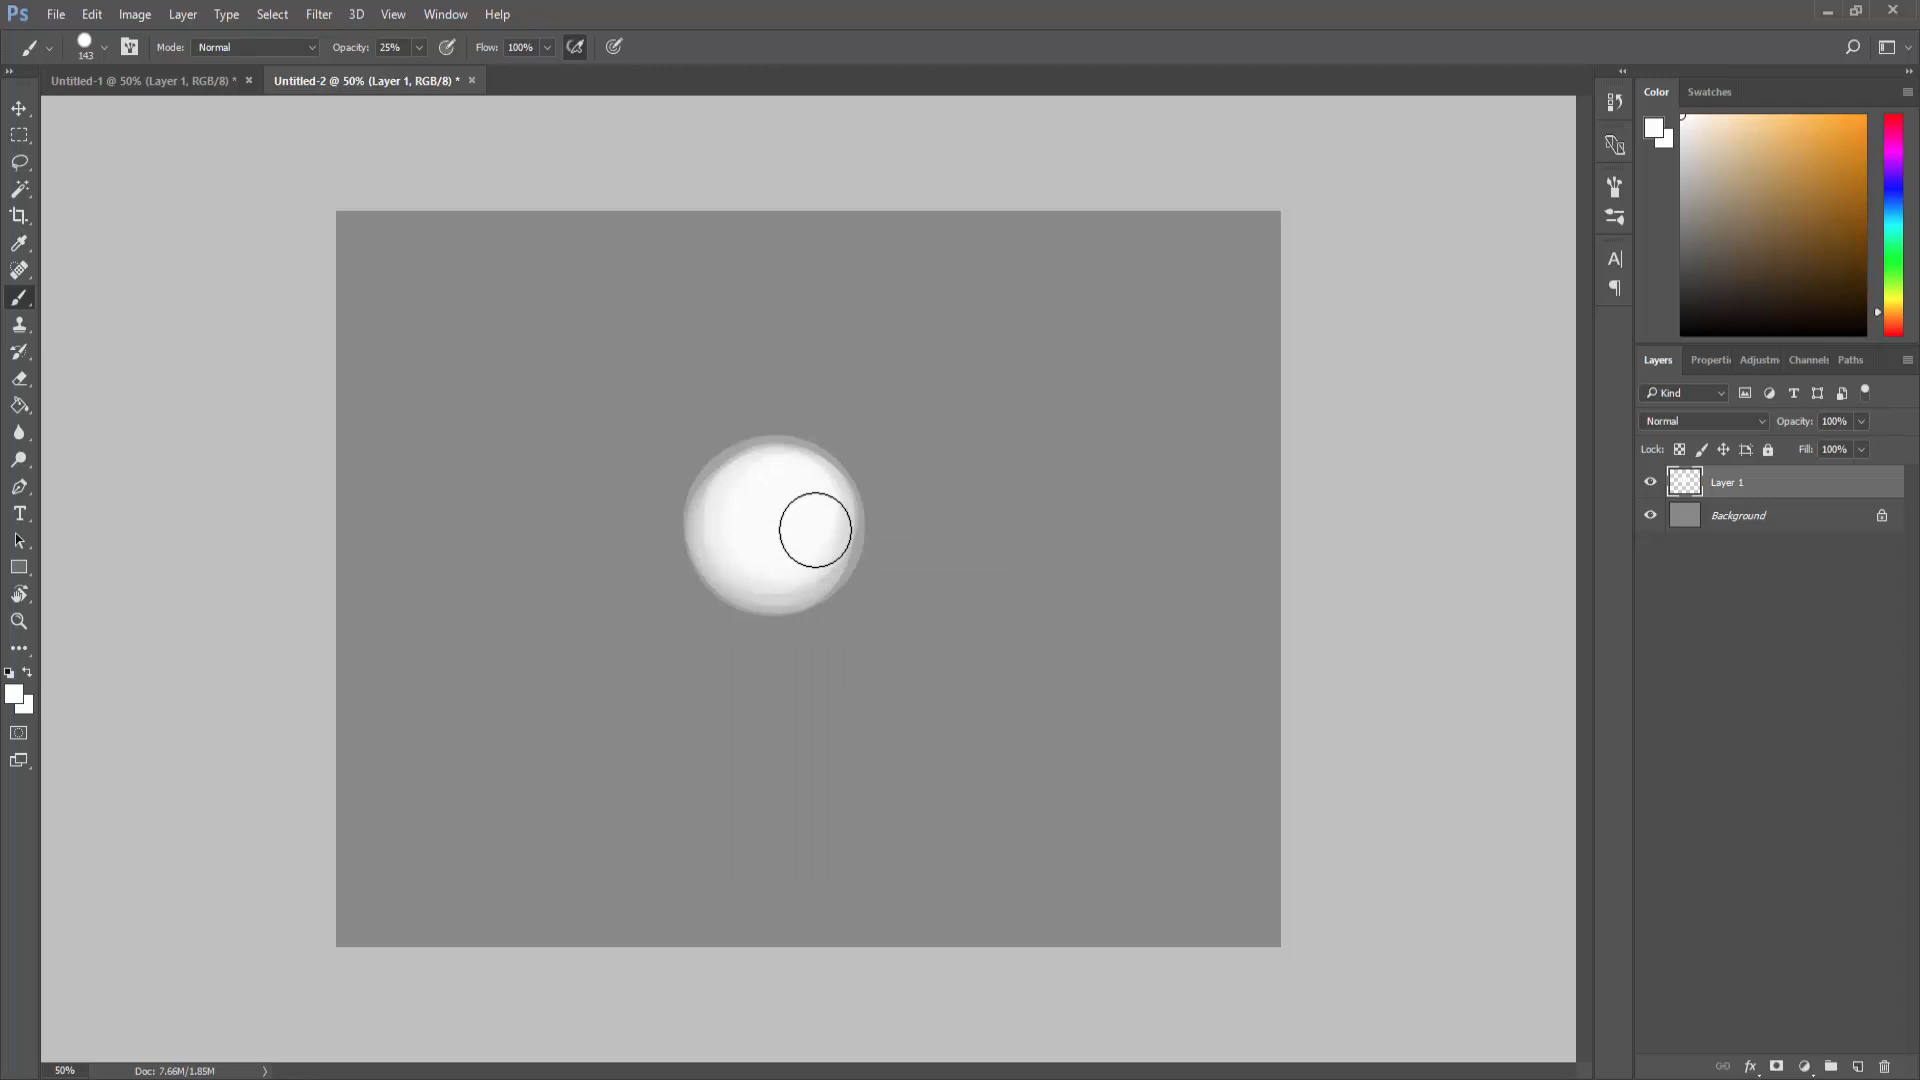 Ps File Edit Image Layer Type Select Filter 3D View Window Help
143 Mode: Normal Opacity: 25% Flow: 100%
Untitled-1 @ 50% (Layer 1, RGB/8) * × Untitled-2 @ 50% (Layer 1, RGB/8) * ×
Color Swatches
Layers Properti Adjustm Channel Paths
Kind
Normal Opacity: 100%
Lock: Fill: 100%
Layer 1
Background
50% Doc: 7.66M/1.85M